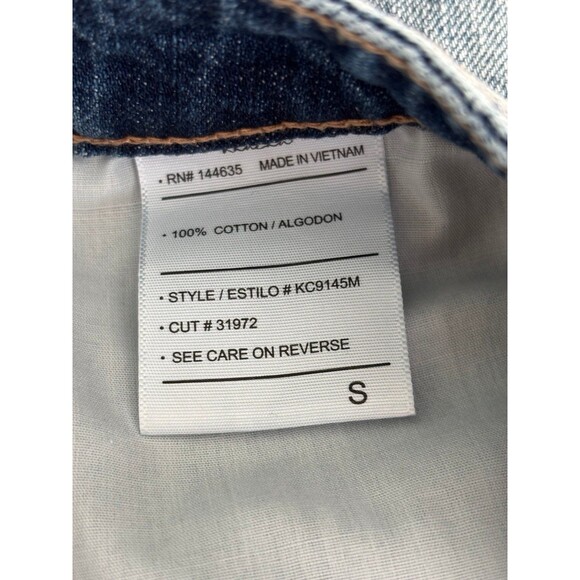 • RN# 144635 MADE IN VIETNAM
• 100% COTTON / ALGODON
• STYLE / ESTILO # KC9145M
• CUT # 31972
• SEE CARE ON REVERSE
S